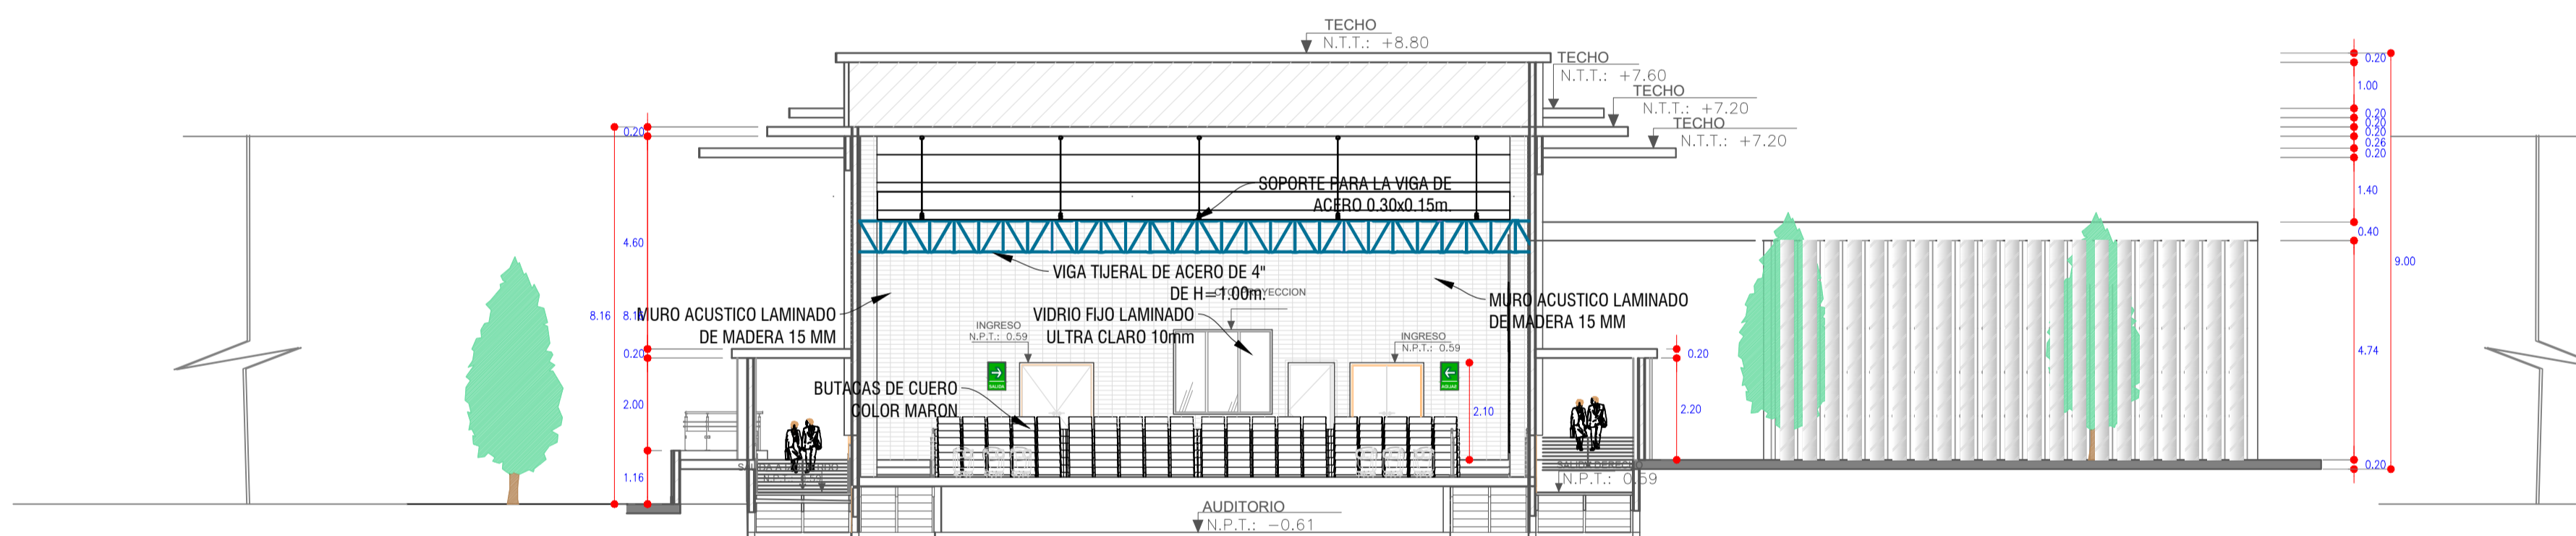 TECHO
N.T.T.: +8.80
TECHO
N.T.T.: +7.60
TECHO
N.T.T.: +7.20
TECHO
N.T.T.: +7.20
SOPORTE PARA LA VIGA DE
ACERO 0.30x0.15m.
VIGA TIJERAL DE ACERO DE 4"
DE H=1.00m.
PROYECCION
MURO ACUSTICO LAMINADO
DE MADERA 15 MM
VIDRIO FIJO LAMINADO
ULTRA CLARO 10mm
MURO ACUSTICO LAMINADO
DE MADERA 15 MM
INGRESO
N.P.T.: 0.59
INGRESO
N.P.T.: 0.59
SALIDA
BUTACAS DE CUERO
COLOR MARON
SALIDA DERECHO
N.P.T.: 0.59
AUDITORIO
N.P.T.: −0.61
0.20
4.60
8.16
0.20
2.00
1.16
2.10
0.20
2.20
0.20
1.00
0.20
0.20
0.20
0.26
0.20
1.40
0.40
9.00
4.74
0.20